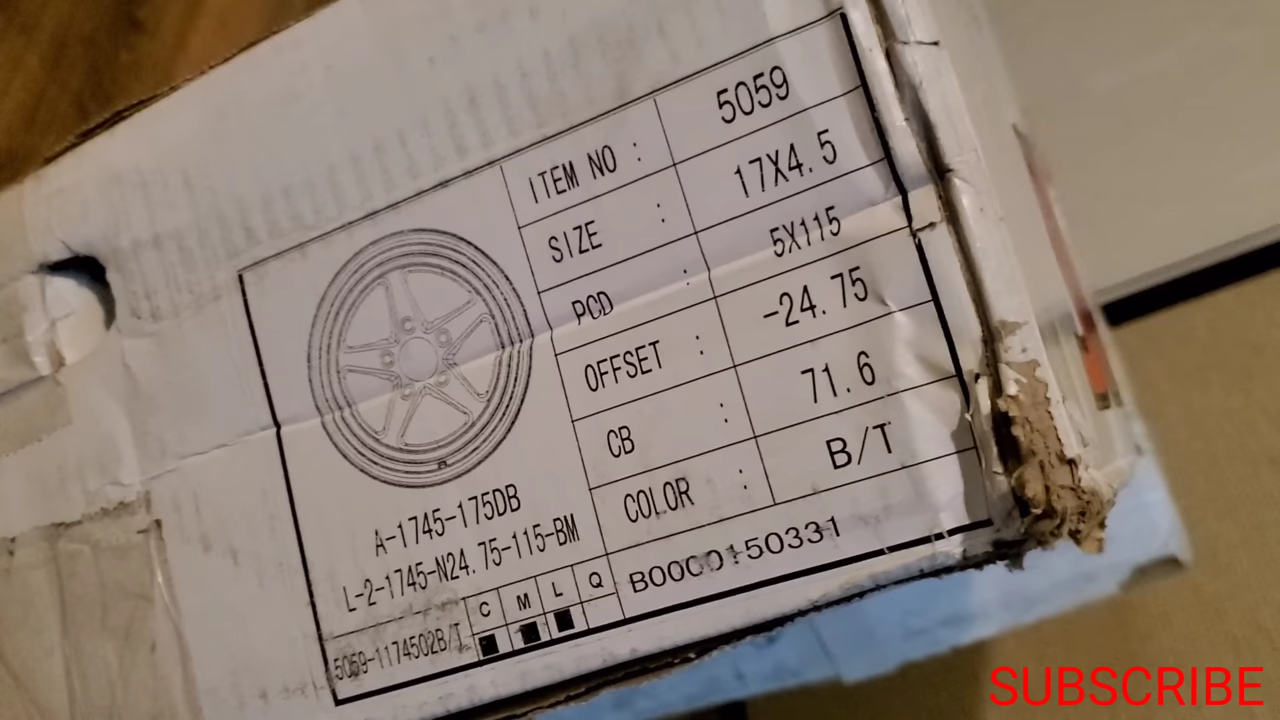 ITEM NO : 5059
SIZE : 17X4.5
PCD : 5X115
OFFSET : -24.75
CB : 71.6
COLOR : B/T
A-1745-175DB
L-2-1745-N24.75-115-BM
5059-1174502B/T
C M L Q
B0000150331
SUBSCRIBE